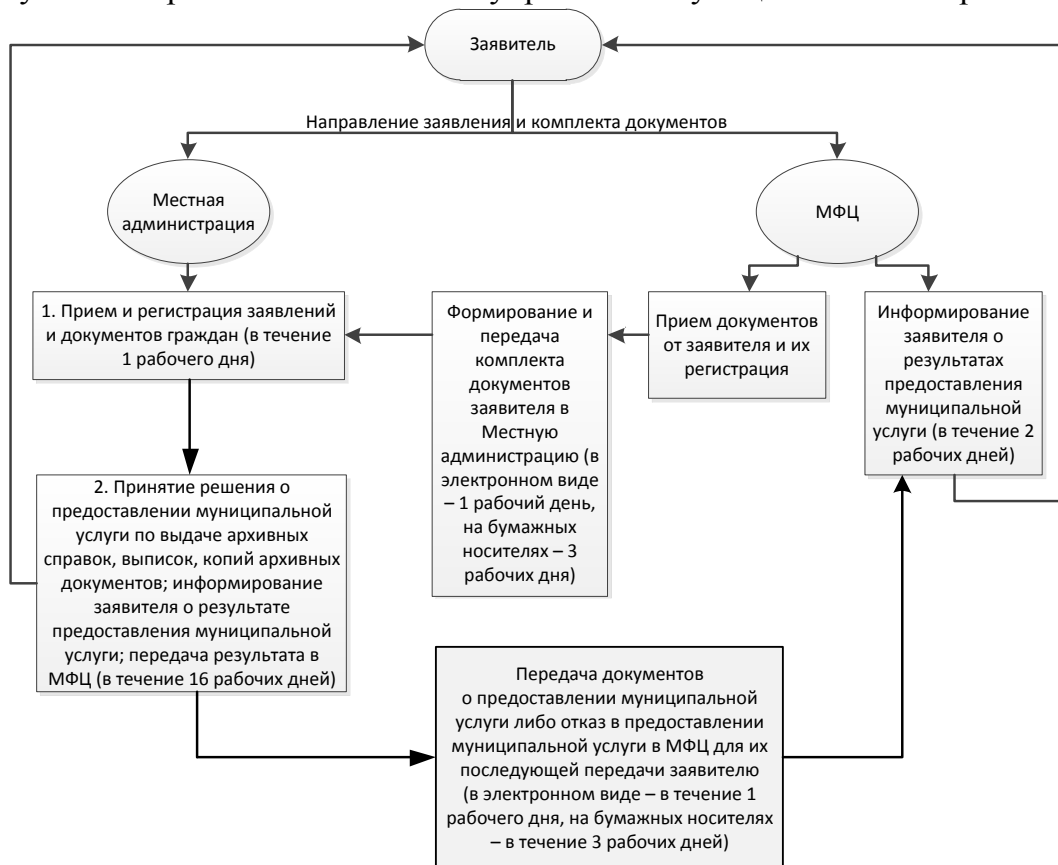 Заявитель
Направление заявления и комплекта документов
Местная
администрация
МФЦ
1. Прием и регистрация заявлений
и документов граждан (в течение
1 рабочего дня)
Формирование и
передача
комплекта
документов
заявителя в
Местную
администрацию (в
электронном виде
– 1 рабочий день,
на бумажных
носителях – 3
рабочих дня)
Прием документов
от заявителя и их
регистрация
Информирование
заявителя о
результатах
предоставления
муниципальной
услуги (в течение 2
рабочих дней)
2. Принятие решения о
предоставлении муниципальной
услуги по выдаче архивных
справок, выписок, копий архивных
документов; информирование
заявителя о результате
предоставления муниципальной
услуги; передача результата в
МФЦ (в течение 16 рабочих дней)
Передача документов
о предоставлении муниципальной
услуги либо отказ в предоставлении
муниципальной услуги в МФЦ для их
последующей передачи заявителю
(в электронном виде – в течение 1
рабочего дня, на бумажных носителях
– в течение 3 рабочих дней)